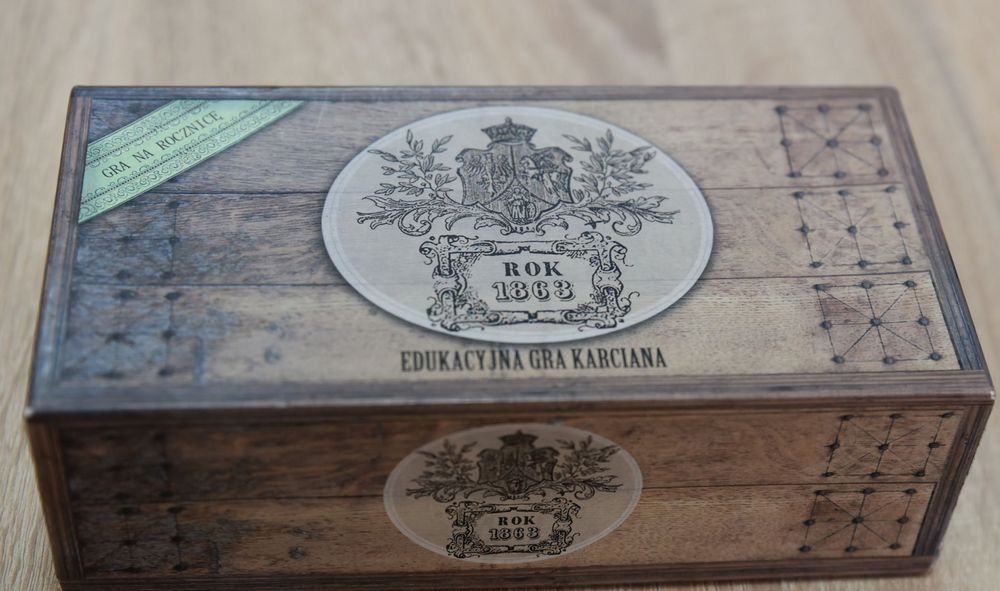 GRA NA ROCZNICĘ
ROK
1863
EDUKACYJNA GRA KARCIANA
ROK
1863